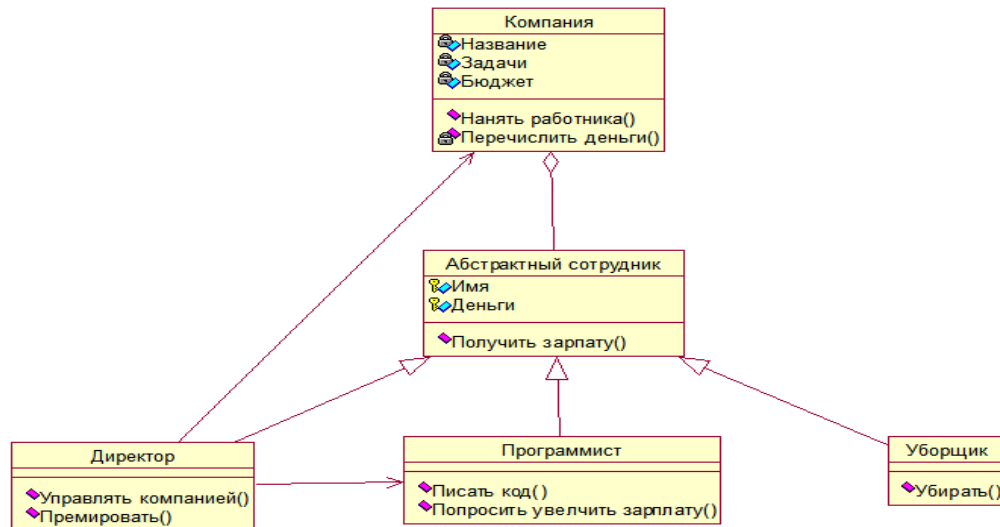 Компания
Название
Задачи
Бюджет
Нанять работника()
Перечислить деньги()
Абстрактный сотрудник
Имя
Деньги
Получить зарпату()
Директор
Управлять компанией()
Премировать()
Программист
Писать код()
Попросить увелчить зарплату()
Уборщик
Убирать()